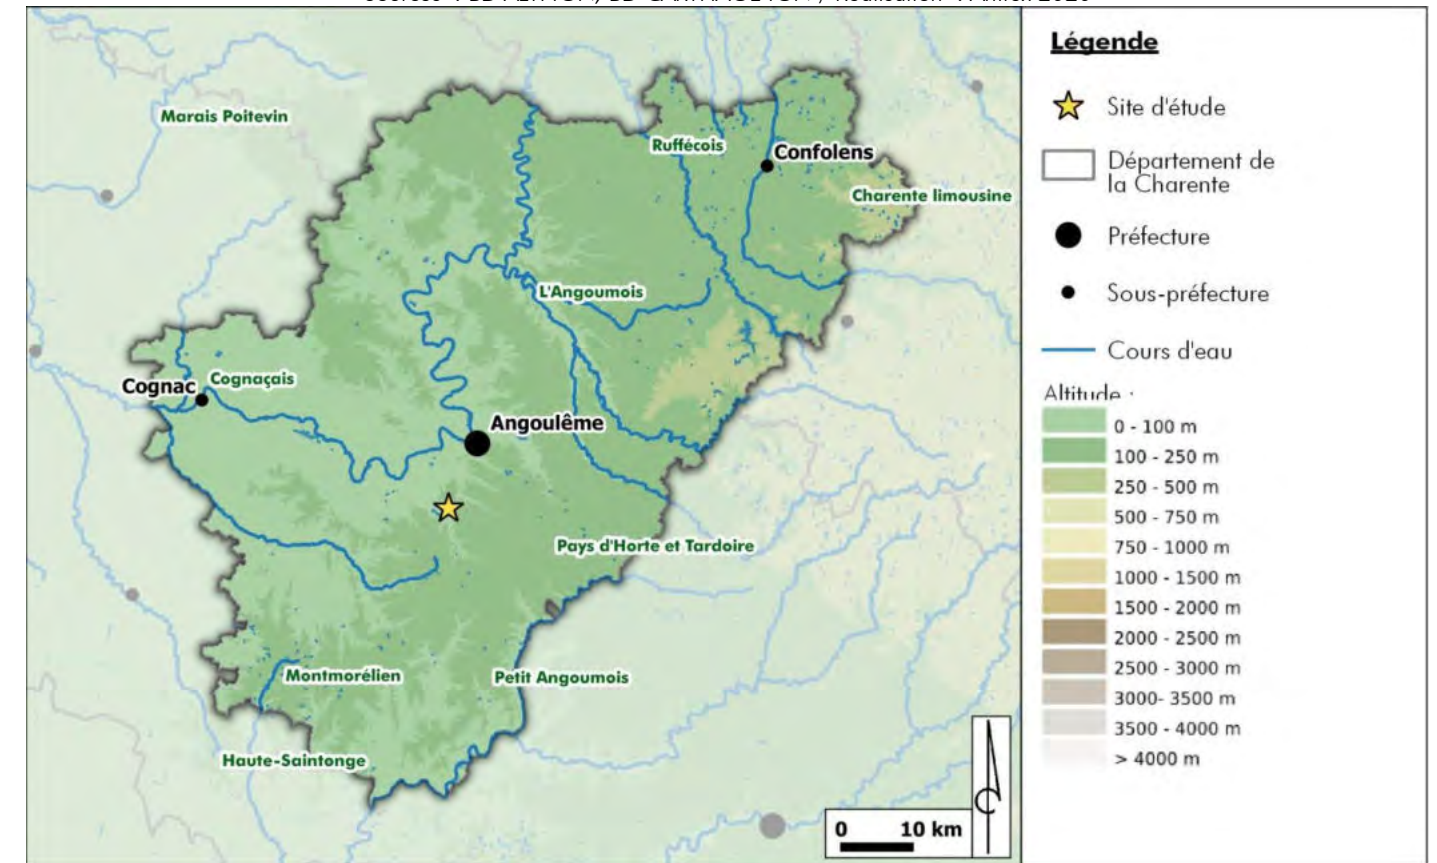 Légende
Site d'étude
Département de
la Charente
Préfecture
Sous-préfecture
Cours d'eau
Altitude :
0 - 100 m
100 - 250 m
250 - 500 m
500 - 750 m
750 - 1000 m
1000 - 1500 m
1500 - 2000 m
2000 - 2500 m
2500 - 3000 m
3000- 3500 m
3500 - 4000 m
> 4000 m
Marais Poitevin
Ruffécois
Confolens
Charente limousine
L'Angoumois
Cognac
Cognaçais
Angoulême
Pays d'Horte et Tardoire
Montmorélien
Petit Angoumois
Haute-Saintonge
0 10 km